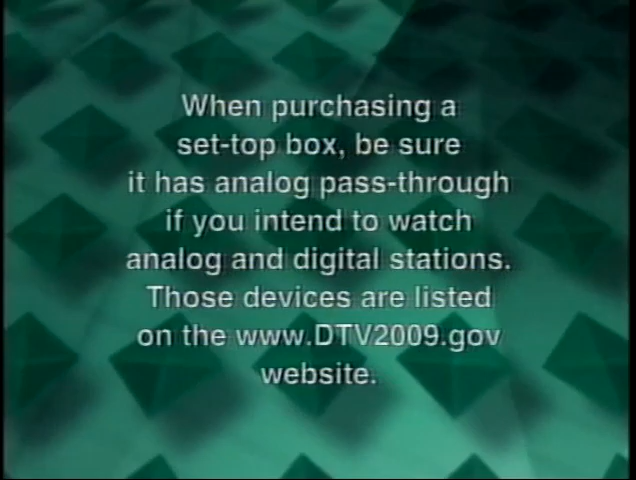 When purchasing a
set-top box, be sure
it has analog pass-through
if you intend to watch
analog and digital stations.
Those devices are listed
on the www.DTV2009.gov
website.